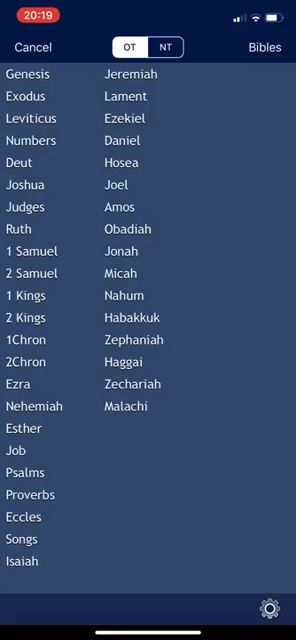 20:19
Cancel
OT NT
Bibles
Genesis
Exodus
Leviticus
Numbers
Deut
Joshua
Judges
Ruth
1 Samuel
2 Samuel
1 Kings
2 Kings
1Chron
2Chron
Ezra
Nehemiah
Esther
Job
Psalms
Proverbs
Eccles
Songs
Isaiah
Jeremiah
Lament
Ezekiel
Daniel
Hosea
Joel
Amos
Obadiah
Jonah
Micah
Nahum
Habakkuk
Zephaniah
Haggai
Zechariah
Malachi